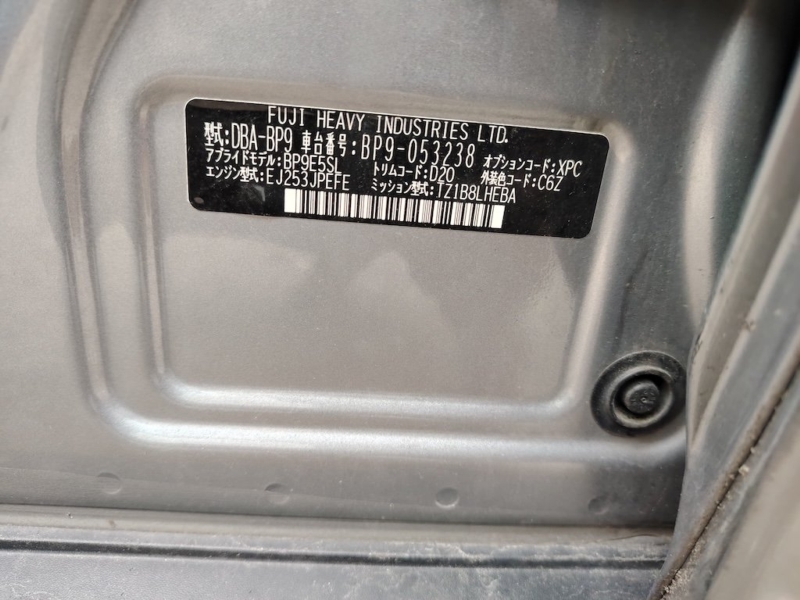 FUJI HEAVY INDUSTRIES LTD.
型式:DBA-BP9 車台番号:BP9-053238 オプションコード:XPC
アプライドモデル:BP9E5SL トリムコード:D20 外装色コード:C6Z
エンジン型式:EJ253JPEFE ミッション型式:TZ1B8LHEBA